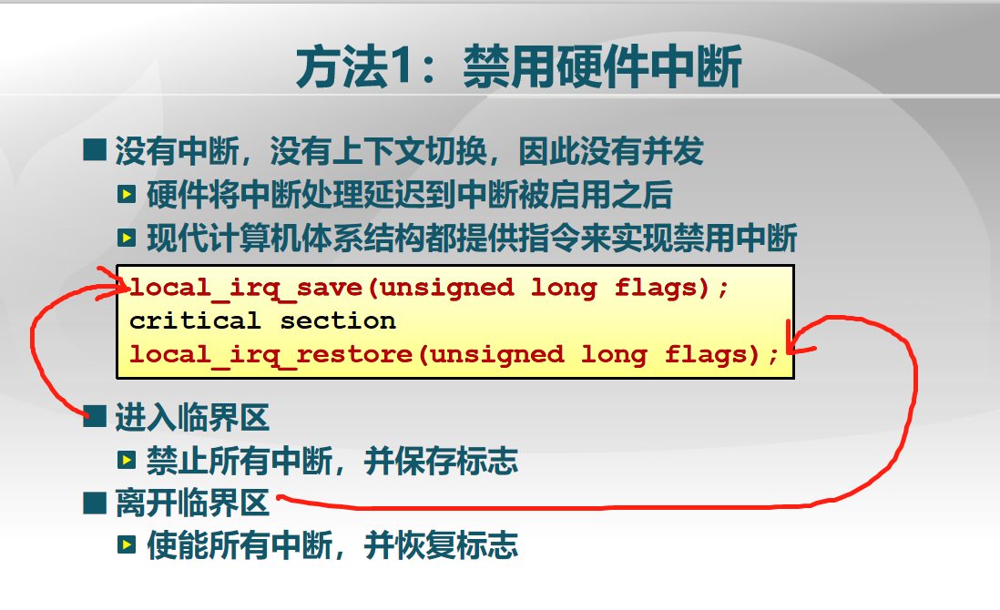 方法1：禁用硬件中断
没有中断，没有上下文切换，因此没有并发
硬件将中断处理延迟到中断被启用之后
现代计算机体系结构都提供指令来实现禁用中断
local_irq_save(unsigned long flags);
critical section
local_irq_restore(unsigned long flags);
进入临界区
禁止所有中断，并保存标志
离开临界区
使能所有中断，并恢复标志